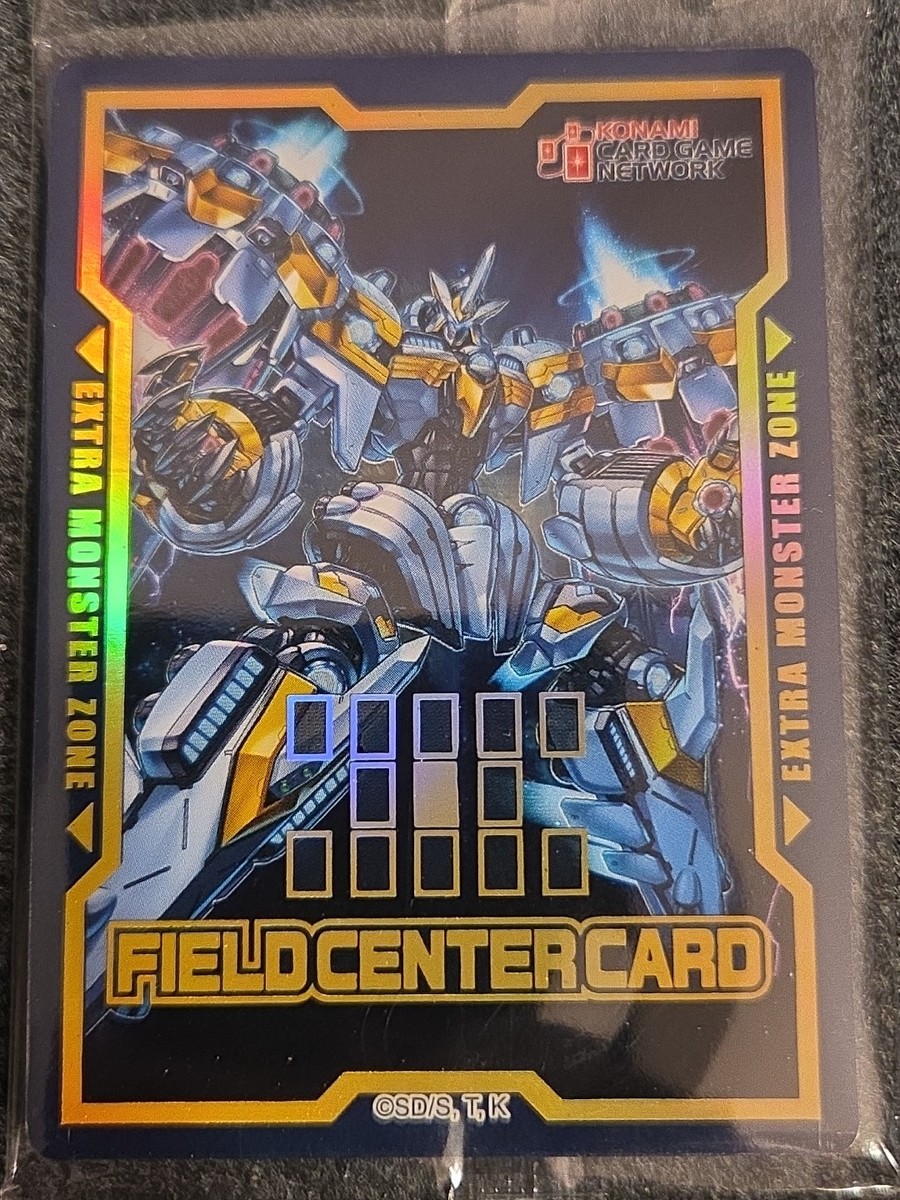 KONAMI
CARD GAME
NETWORK
EXTRA MONSTER ZONE
EXTRA MONSTER ZONE
FIELD CENTER CARD
©SD/S, T, K